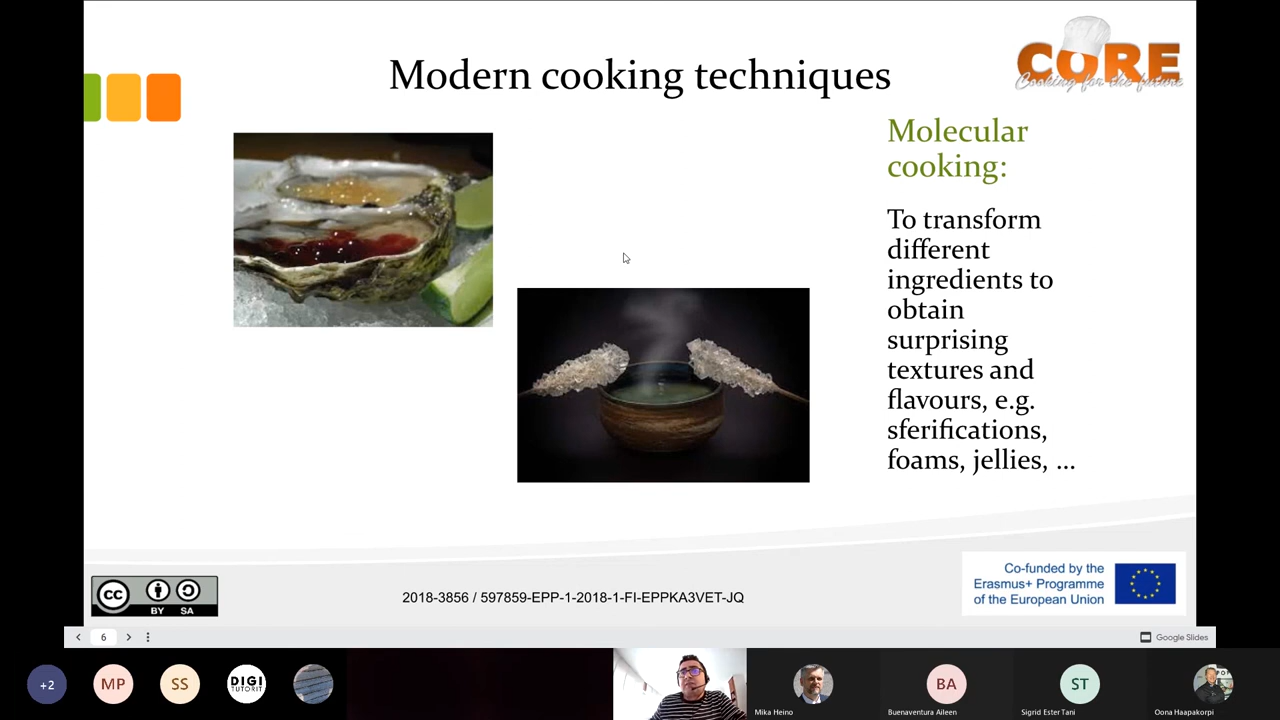 Modern cooking techniques
CORE
Cooking for the future
Molecular
cooking:
To transform
different
ingredients to
obtain
surprising
textures and
flavours, e.g.
sferifications,
foams, jellies, ...
cc
BY SA
2018-3856 / 597859-EPP-1-2018-1-FI-EPPKA3VET-JQ
Co-funded by the
Erasmus+ Programme
of the European Union
6
Google Slides
+2
MP
SS
DIGI
TUTORIT
Mika Heino
BA
Buenaventura Aileen
ST
Sigrid Ester Tani
Oona Haapakorpi